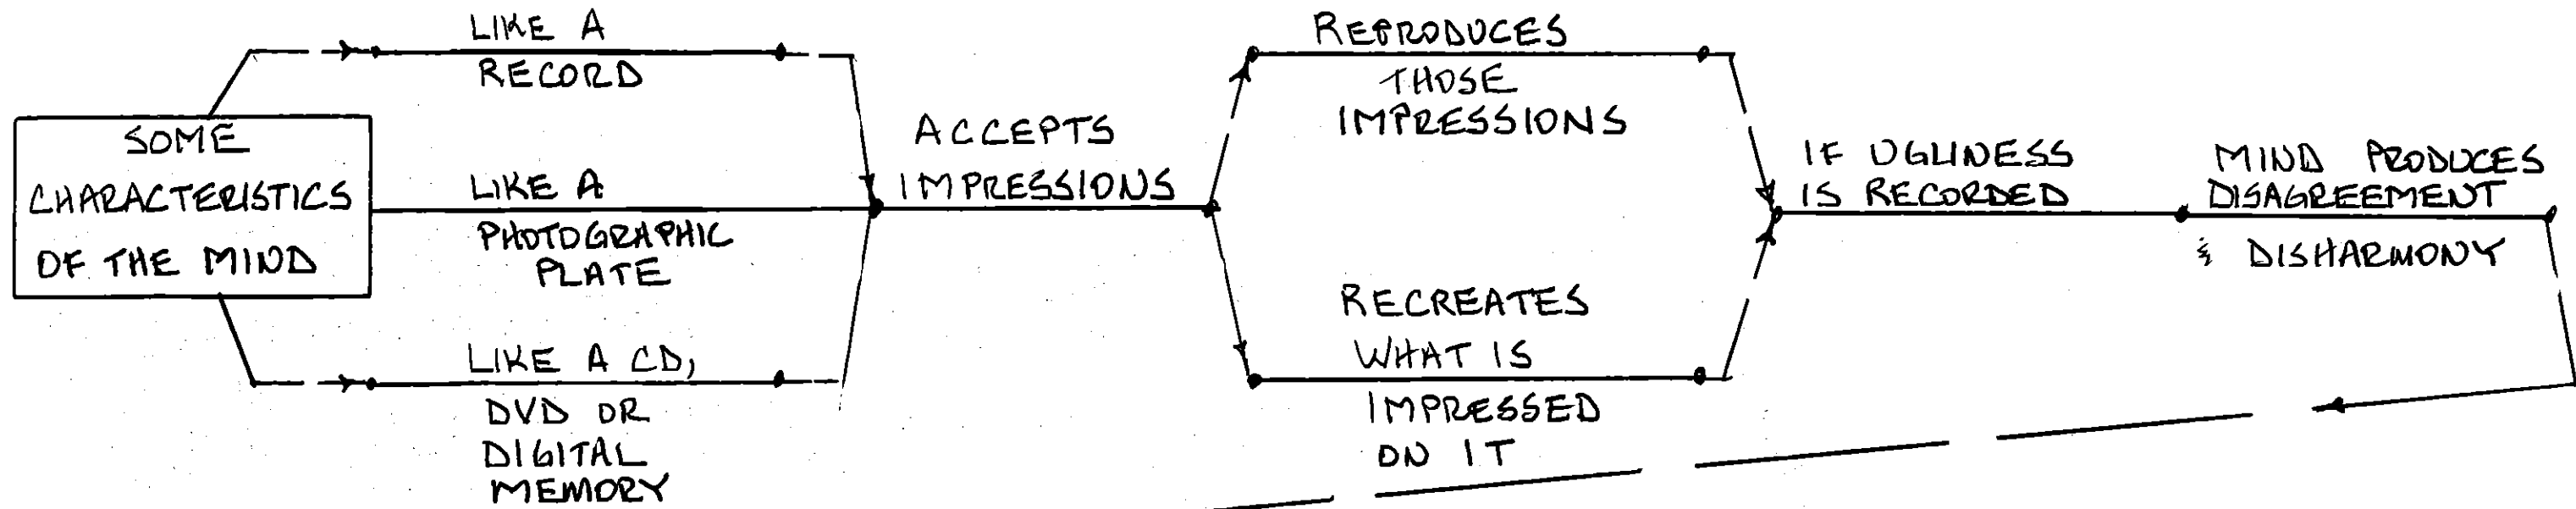 SOME
CHARACTERISTICS
OF THE MIND
LIKE A
RECORD
LIKE A
PHOTOGRAPHIC
PLATE
LIKE A CD,
DVD OR
DIGITAL
MEMORY
ACCEPTS
IMPRESSIONS
REPRODUCES
THOSE
IMPRESSIONS
RECREATES
WHAT IS
IMPRESSED
ON IT
IF UGLINESS
IS RECORDED
MIND PRODUCES
DISAGREEMENT
& DISHARMONY